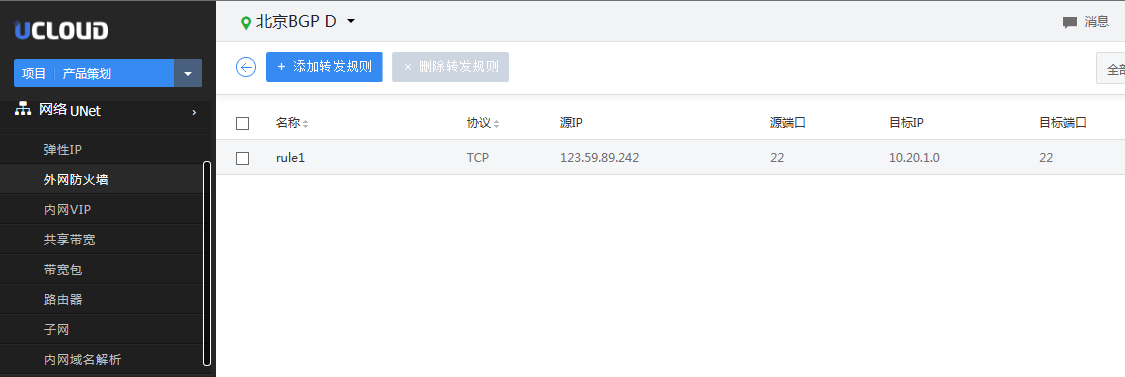 UCLOUD
项目 产品策划
网络 UNet
弹性IP
外网防火墙
内网VIP
共享带宽
带宽包
路由器
子网
内网域名解析
北京BGP D
消息
+ 添加转发规则
× 删除转发规则
全部
名称 协议 源IP 源端口 目标IP 目标端口
rule1 TCP 123.59.89.242 22 10.20.1.0 22